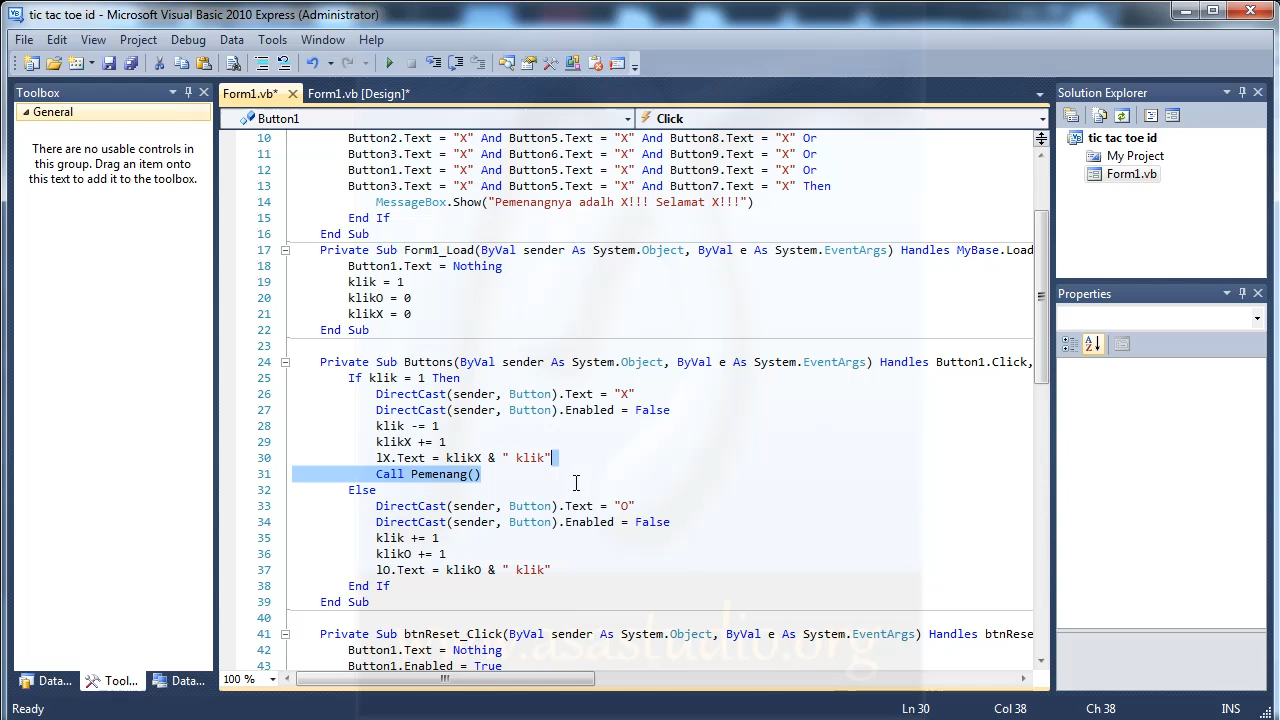 tic tac toe id - Microsoft Visual Basic 2010 Express (Administrator)
File Edit View Project Debug Data Tools Window Help
Toolbox
General
There are no usable controls in
this group. Drag an item onto
this text to add it to the toolbox.
Data... Tool... Data...
Form1.vb* Form1.vb [Design]*
Button1 Click
10 Button2.Text = "X" And Button5.Text = "X" And Button8.Text = "X" Or
11 Button3.Text = "X" And Button6.Text = "X" And Button9.Text = "X" Or
12 Button1.Text = "X" And Button5.Text = "X" And Button9.Text = "X" Or
13 Button3.Text = "X" And Button5.Text = "X" And Button7.Text = "X" Then
14 MessageBox.Show("Pemenangnya adalh X!!! Selamat X!!!")
15 End If
16 End Sub
17 Private Sub Form1_Load(ByVal sender As System.Object, ByVal e As System.EventArgs) Handles MyBase.Load
18 Button1.Text = Nothing
19 klik = 1
20 klikO = 0
21 klikX = 0
22 End Sub
23
24 Private Sub Buttons(ByVal sender As System.Object, ByVal e As System.EventArgs) Handles Button1.Click,
25 If klik = 1 Then
26 DirectCast(sender, Button).Text = "X"
27 DirectCast(sender, Button).Enabled = False
28 klik -= 1
29 klikX += 1
30 lX.Text = klikX & " klik"
31 Call Pemenang()
32 Else
33 DirectCast(sender, Button).Text = "O"
34 DirectCast(sender, Button).Enabled = False
35 klik += 1
36 klikO += 1
37 lO.Text = klikO & " klik"
38 End If
39 End Sub
40
41 Private Sub btnReset_Click(ByVal sender As System.Object, ByVal e As System.EventArgs) Handles btnRese
42 Button1.Text = Nothing
43 Button1.Enabled = True
100 %
Solution Explorer
tic tac toe id
My Project
Form1.vb
Properties
Ready Ln 30 Col 38 Ch 38 INS